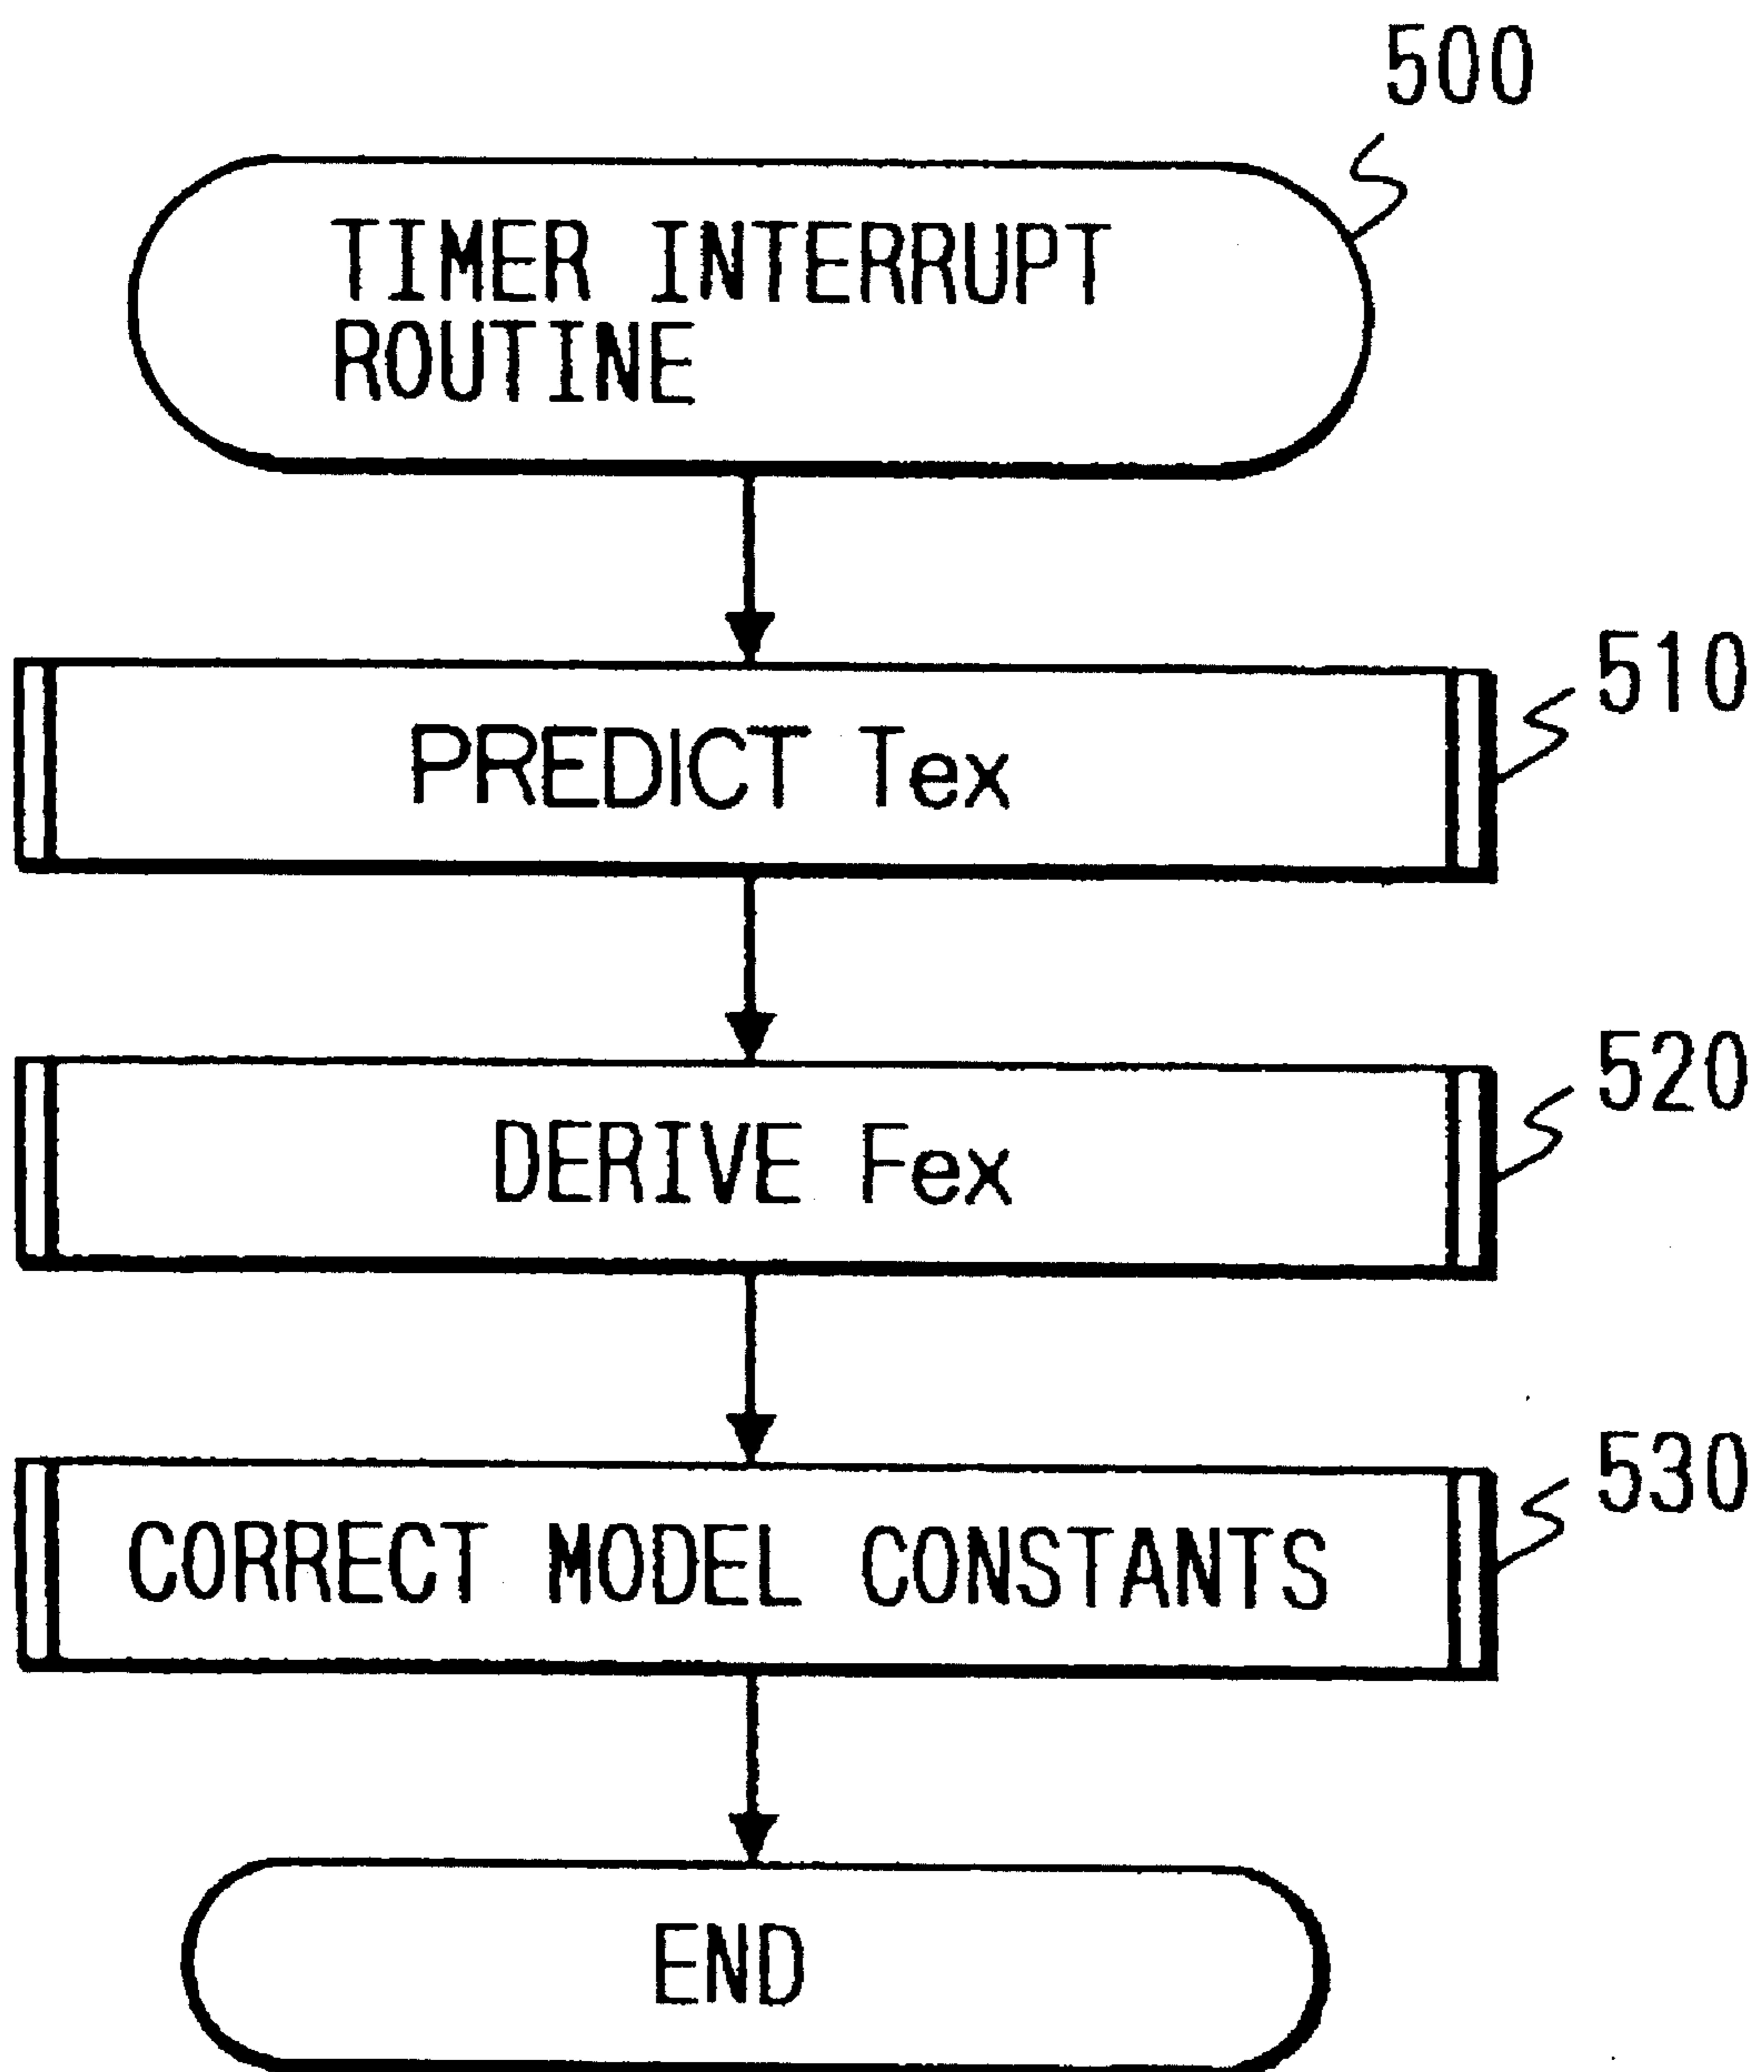 500
TIMER INTERRUPT
ROUTINE
510
PREDICT Tex
520
DERIVE Fex
530
CORRECT MODEL CONSTANTS
END